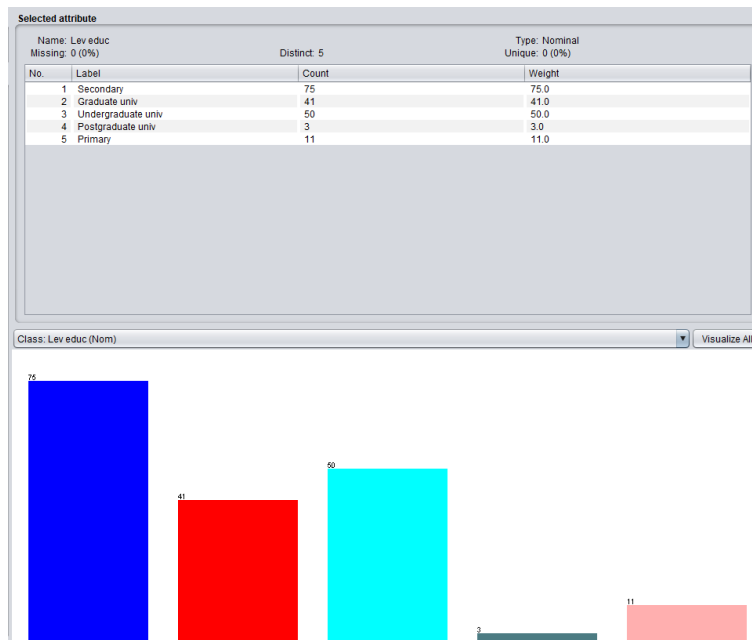 Selected attribute
Name: Lev educ Type: Nominal
Missing: 0 (0%) Distinct: 5 Unique: 0 (0%)
No. Label Count Weight
1 Secondary 75 75.0
2 Graduate univ 41 41.0
3 Undergraduate univ 50 50.0
4 Postgraduate univ 3 3.0
5 Primary 11 11.0
Class: Lev educ (Nom) Visualize All
75
41
50
3
11